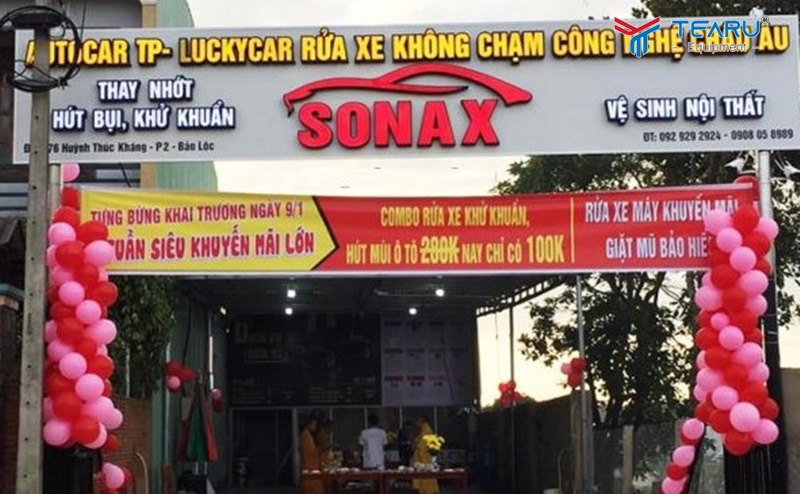 TEARU®
Equipment
AUTOCAR TP- LUCKYCAR RỬA XE KHÔNG CHẠM CÔNG NGHỆ CHÂU ÂU
THAY NHỚT
HÚT BỤI, KHỬ KHUẨN
SONAX
VỆ SINH NỘI THẤT
76 Huỳnh Thúc Kháng - P2 - Bảo Lộc
ĐT: 092 929 2924 - 0908 05 8989
TƯNG BỪNG KHAI TRƯƠNG NGÀY 9/1
TUẦN SIÊU KHUYẾN MÃI LỚN
COMBO RỬA XE KHỬ KHUẨN,
HÚT MÙI Ô TÔ 200K NAY CHỈ CÓ 100K
RỬA XE MÁY KHUYẾN MÃI
GIẶT MŨ BẢO HIỂM